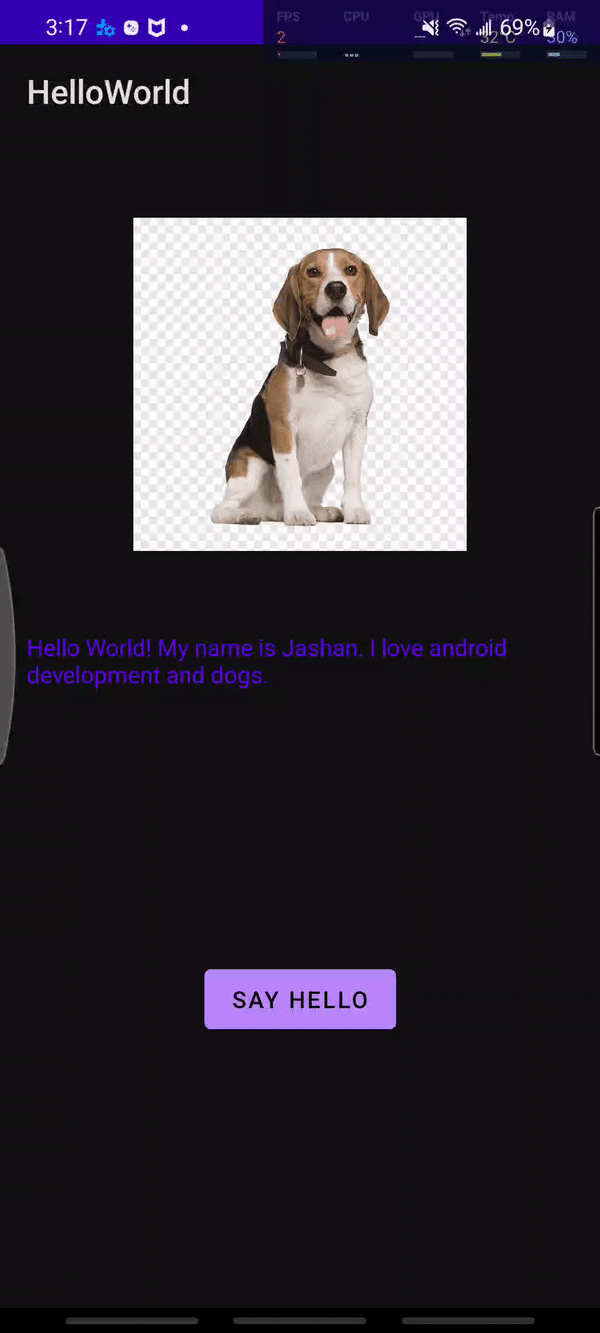 3:17
69%
FPS CPU GPU Temp RAM
2 32°C 30%
HelloWorld
Hello World! My name is Jashan. I love android
development and dogs.
SAY HELLO